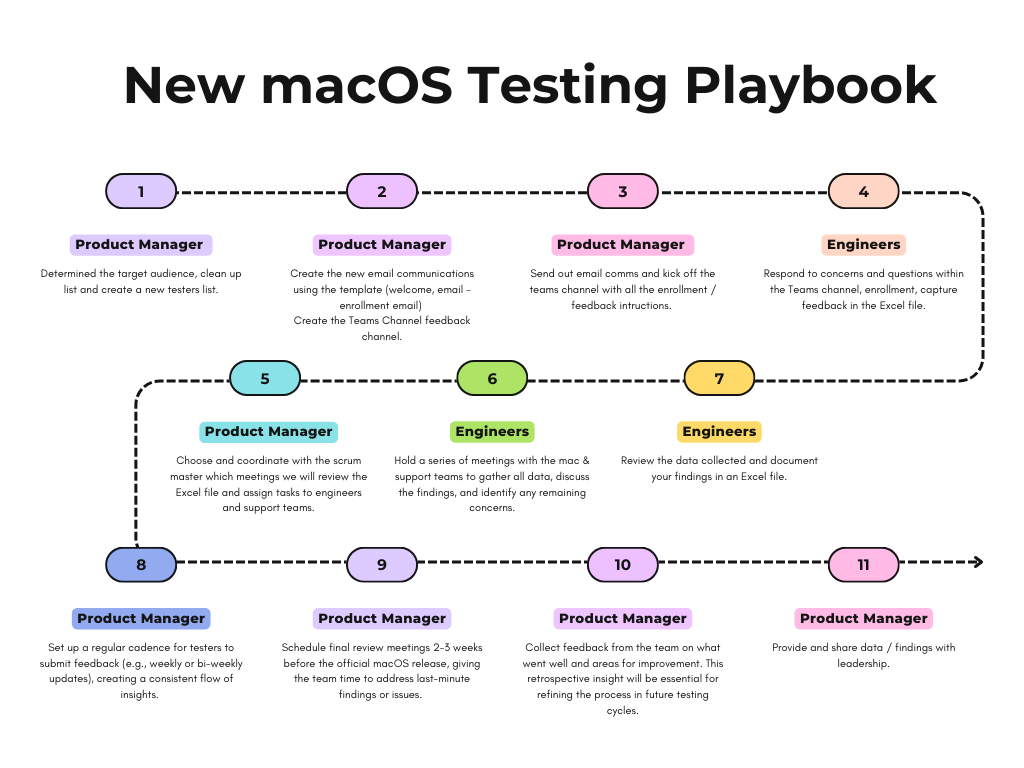 New macOS Testing Playbook
1
2
3
4
Product Manager
Determined the target audience, clean up
list and create a new testers list.
Product Manager
Create the new email communications
using the template (welcome, email -
enrollment email)
Create the Teams Channel feedback
channel.
Product Manager
Send out email comms and kick off the
teams channel with all the enrollment /
feedback intructions.
Engineers
Respond to concerns and questions within
the Teams channel, enrollment, capture
feedback in the Excel file.
5
6
7
Product Manager
Choose and coordinate with the scrum
master which meetings we will review the
Excel file and assign tasks to engineers
and support teams.
Engineers
Hold a series of meetings with the mac &
support teams to gather all data, discuss
the findings, and identify any remaining
concerns.
Engineers
Review the data collected and document
your findings in an Excel file.
8
9
10
11
Product Manager
Set up a regular cadence for testers to
submit feedback (e.g., weekly or bi-weekly
updates), creating a consistent flow of
insights.
Product Manager
Schedule final review meetings 2-3 weeks
before the official macOS release, giving
the team time to address last-minute
findings or issues.
Product Manager
Collect feedback from the team on what
went well and areas for improvement. This
retrospective insight will be essential for
refining the process in future testing
cycles.
Product Manager
Provide and share data / findings with
leadership.